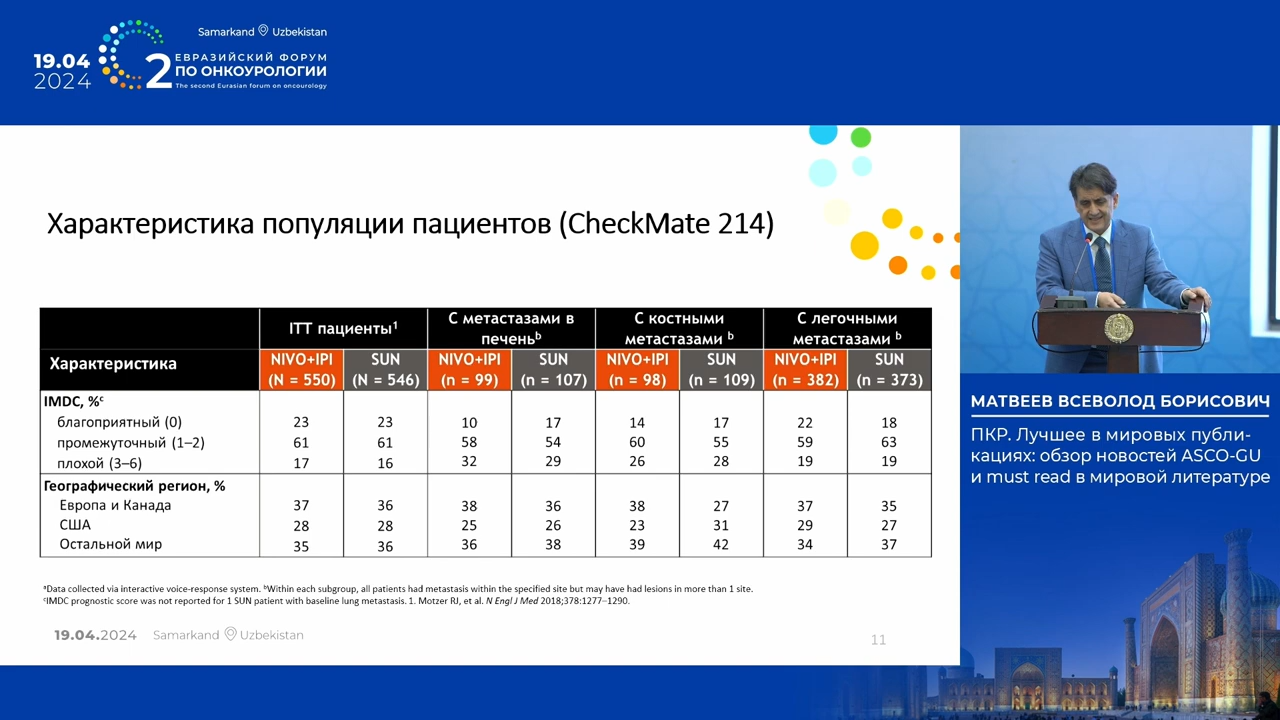 Samarkand Uzbekistan
19.04
2024
2
ЕВРАЗИЙСКИЙ ФОРУМ
ПО ОНКОУРОЛОГИИ
The second Eurasian forum on oncourology
Характеристика популяции пациентов (CheckMate 214)
Характеристика
ITT пациенты¹
С метастазами в печеньᵇ
С костными метастазами ᵇ
С легочными метастазами ᵇ
NIVO+IPI (N = 550) SUN (N = 546) NIVO+IPI (n = 99) SUN (n = 107) NIVO+IPI (n = 98) SUN (n = 109) NIVO+IPI (n = 382) SUN (n = 373)
IMDC, %ᶜ
благоприятный (0) 23 23 10 17 14 17 22 18
промежуточный (1–2) 61 61 58 54 60 55 59 63
плохой (3–6) 17 16 32 29 26 28 19 19
Географический регион, %
Европа и Канада 37 36 38 36 38 27 37 35
США 28 28 25 26 23 31 29 27
Остальной мир 35 36 36 38 39 42 34 37
ᵃData collected via interactive voice-response system. ᵇWithin each subgroup, all patients had metastasis within the specified site but may have had lesions in more than 1 site.
ᶜIMDC prognostic score was not reported for 1 SUN patient with baseline lung metastasis. 1. Motzer RJ, et al. N Engl J Med 2018;378:1277–1290.
19.04.2024 Samarkand Uzbekistan
11
МАТВЕЕВ ВСЕВОЛОД БОРИСОВИЧ
ПКР. Лучшее в мировых публи-
кациях: обзор новостей ASCO-GU
и must read в мировой литературе